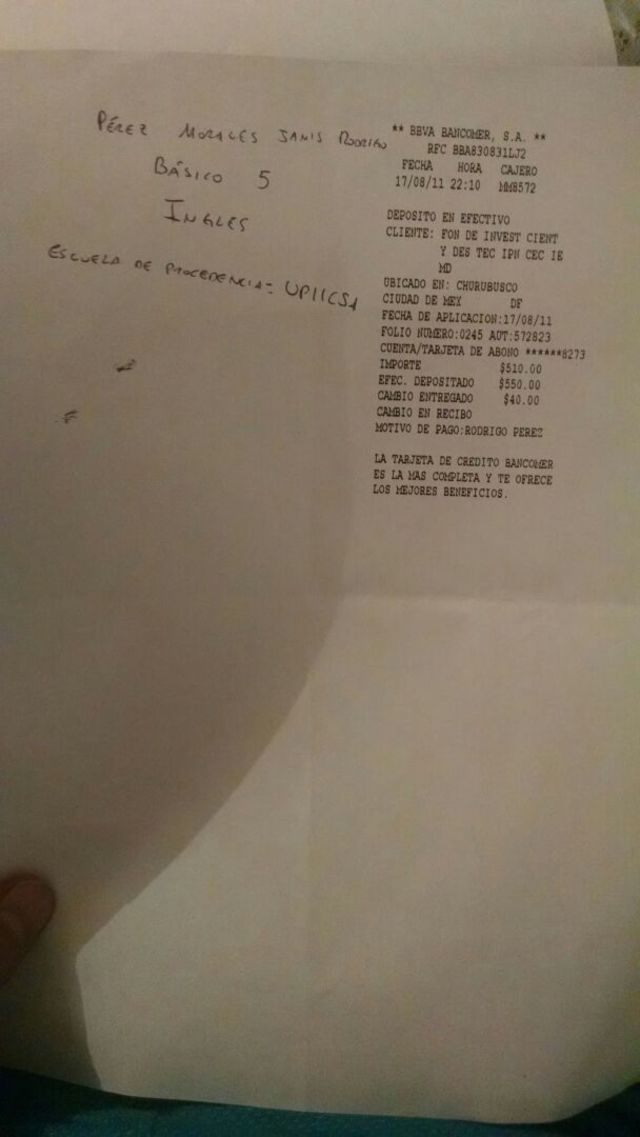 PÉREZ MORALES JANIS RODRIGO
BÁSICO 5
INGLES
ESCUELA DE PROCEDENCIA: UPIICSA
** BBVA BANCOMER, S.A. **
RFC BBA830831LJ2
FECHA HORA CAJERO
17/08/11 22:10 MM8572
DEPOSITO EN EFECTIVO
CLIENTE: FON DE INVEST CIENT
Y DES TEC IPN CEC IE
MD
UBICADO EN: CHURUBUSCO
CIUDAD DE MEX DF
FECHA DE APLICACION:17/08/11
FOLIO NUMERO:0245 AUT:572823
CUENTA/TARJETA DE ABONO ******8273
IMPORTE $510.00
EFEC. DEPOSITADO $550.00
CAMBIO ENTREGADO $40.00
CAMBIO EN RECIBO
MOTIVO DE PAGO:RODRIGO PEREZ
LA TARJETA DE CREDITO BANCOMER
ES LA MAS COMPLETA Y TE OFRECE
LOS MEJORES BENEFICIOS.